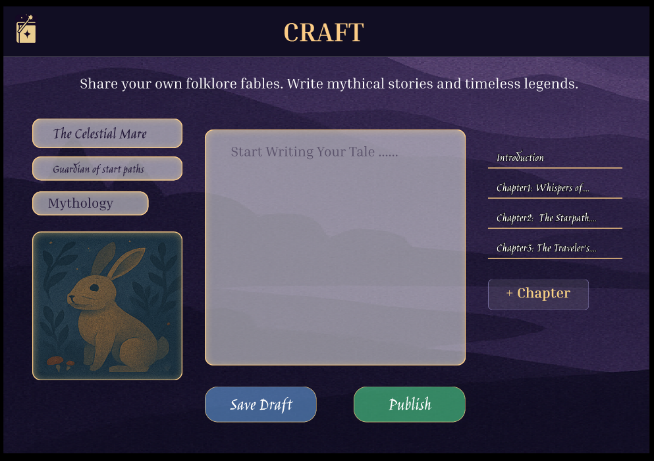 CRAFT
Share your own folklore fables. Write mythical stories and timeless legends.
The Celestial Mare
Guardian of start paths
Mythology
Start Writing Your Tale ......
Introduction
Chapter1: Whispers of...
Chapter2: The Starpath...
Chapter3: The Traveler's...
+ Chapter
Save Draft
Publish